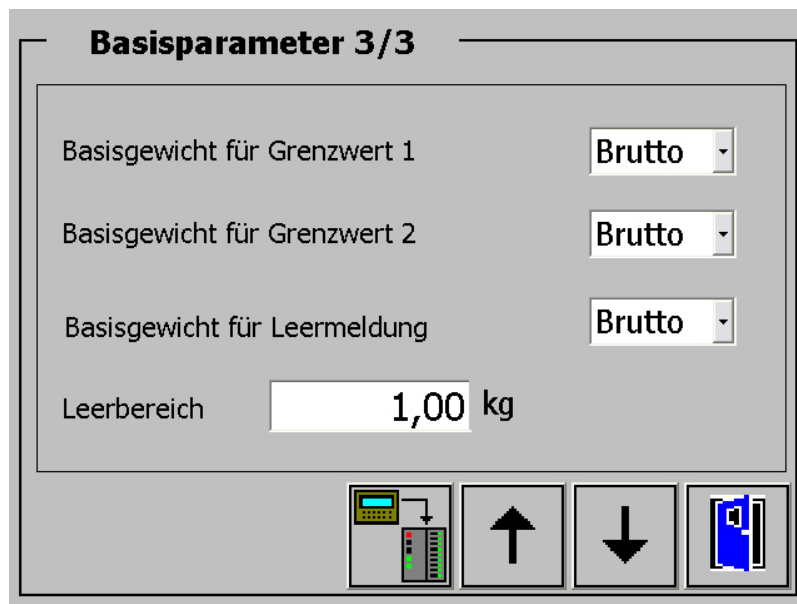 Basisparameter 3/3
Basisgewicht für Grenzwert 1 Brutto
Basisgewicht für Grenzwert 2 Brutto
Basisgewicht für Leermeldung Brutto
Leerbereich 1,00 kg